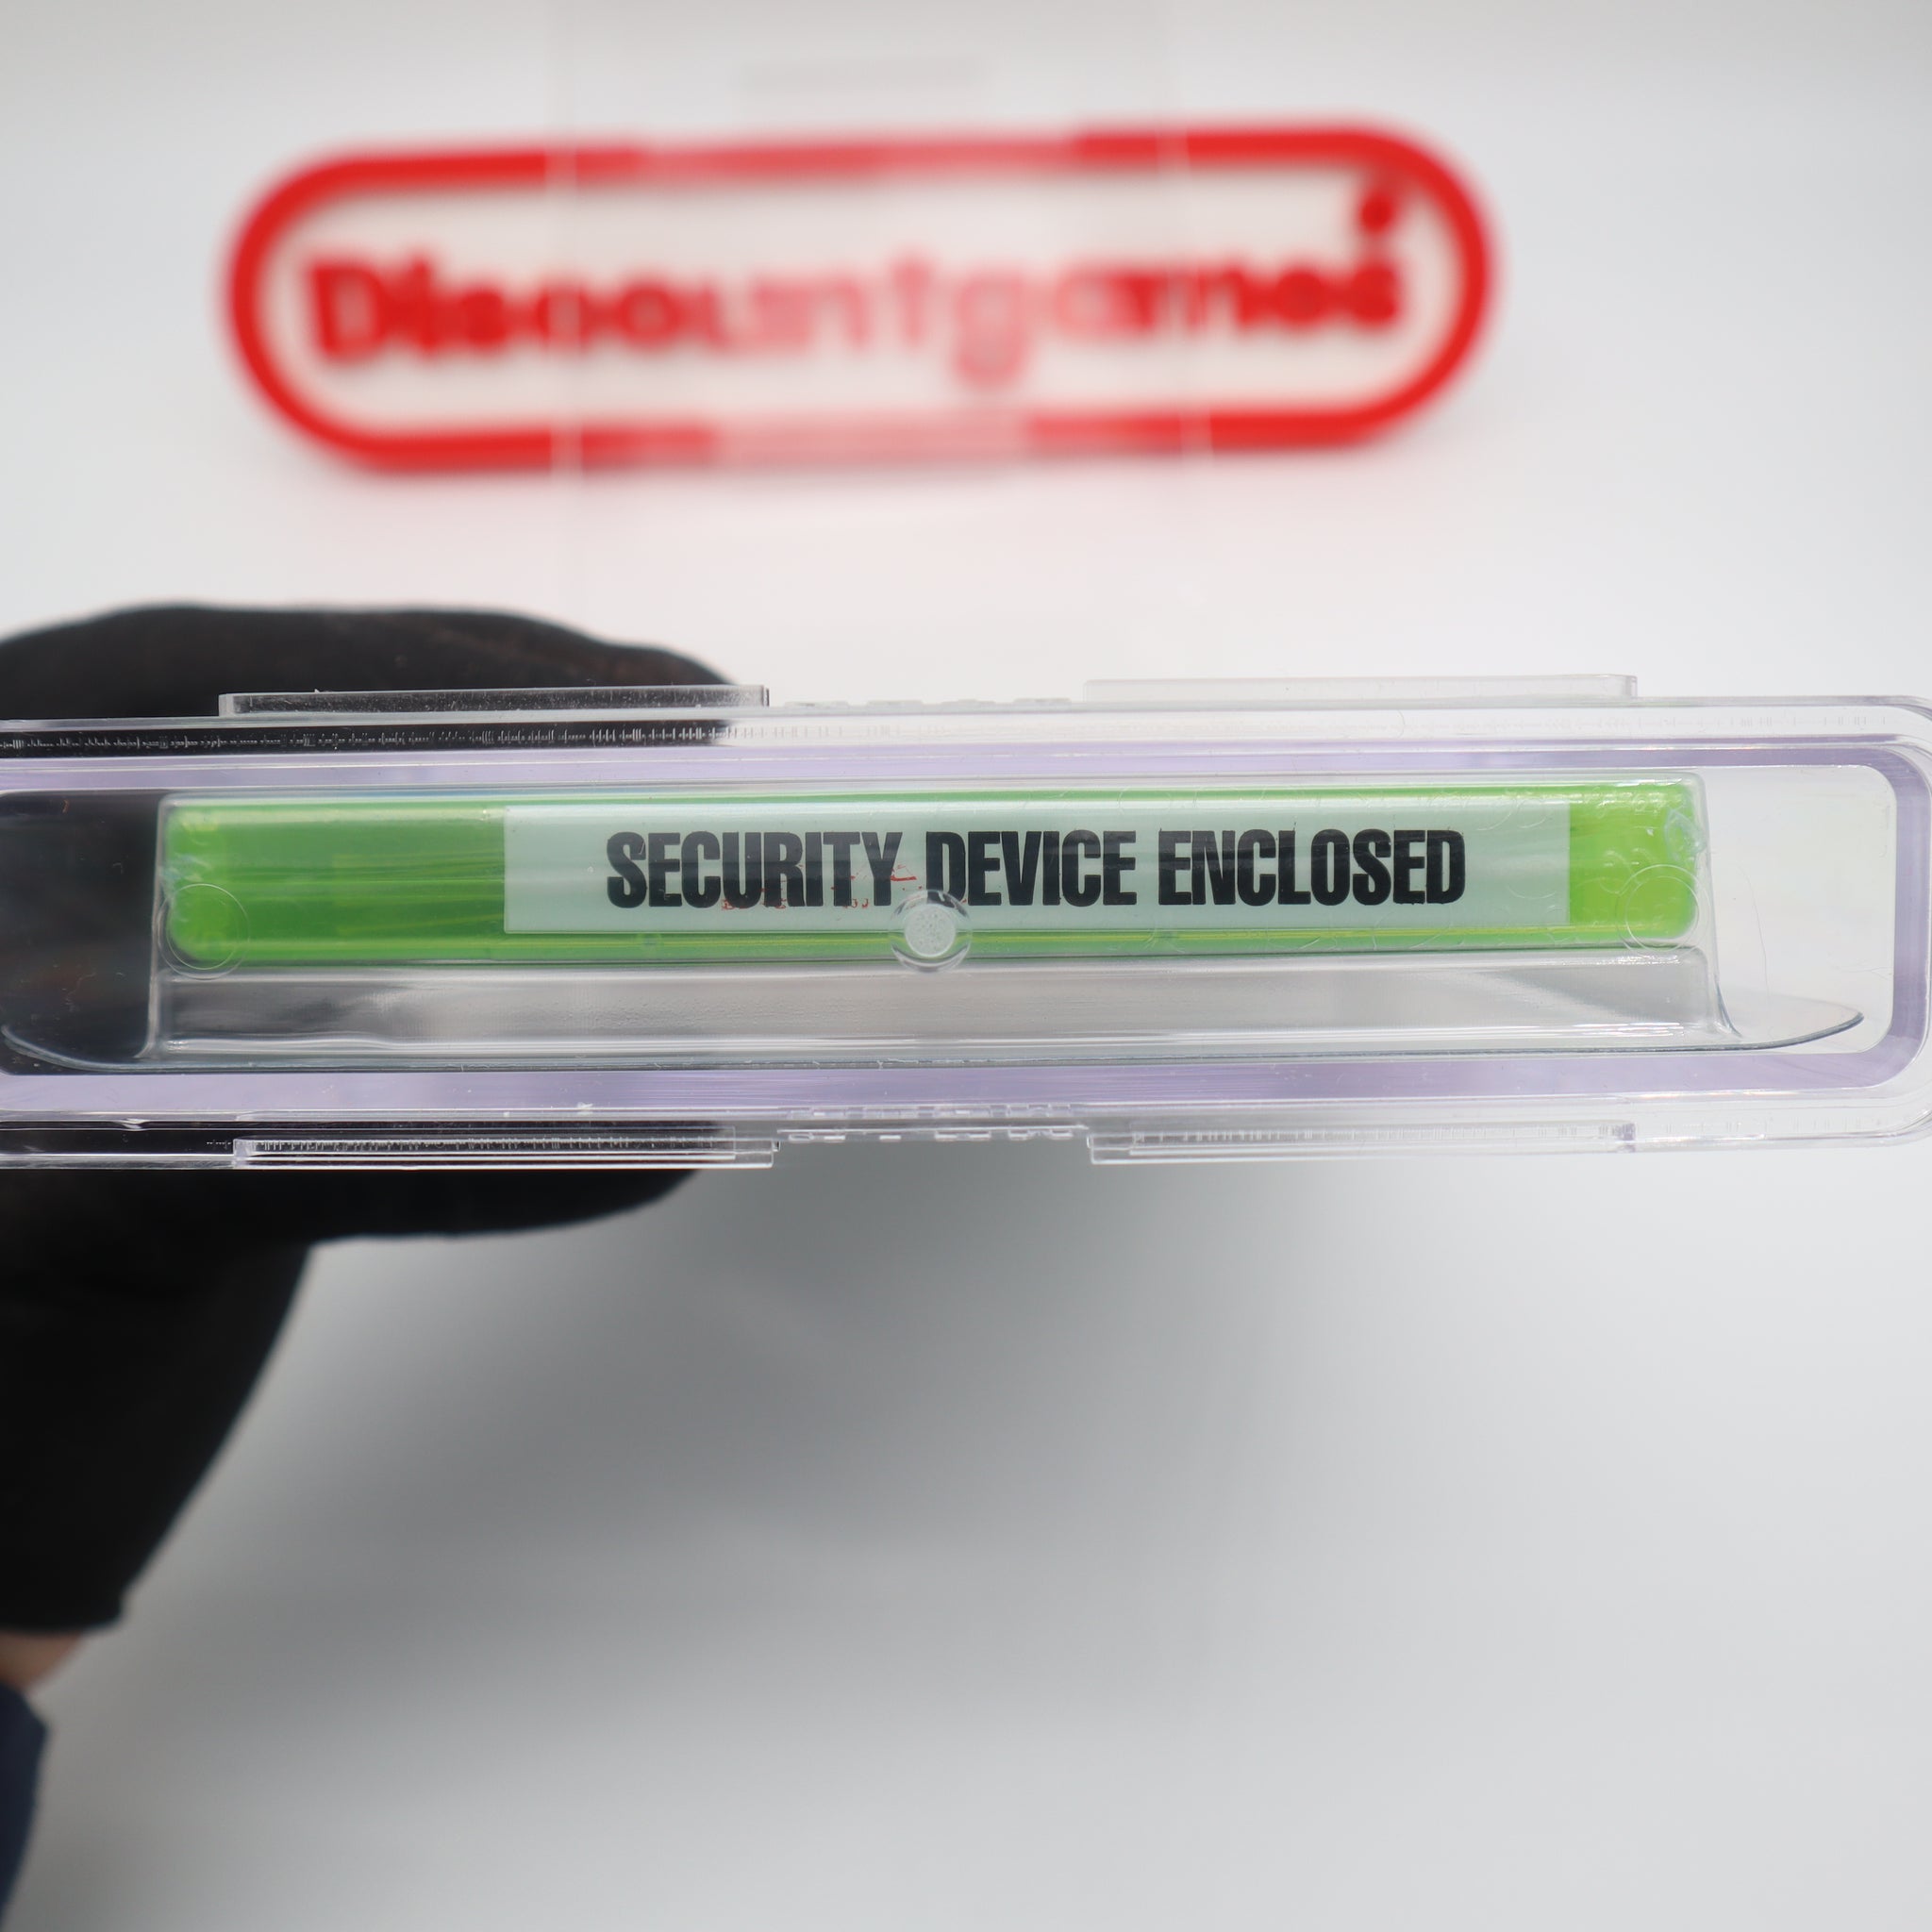 Discountgames
SECURITY DEVICE ENCLOSED